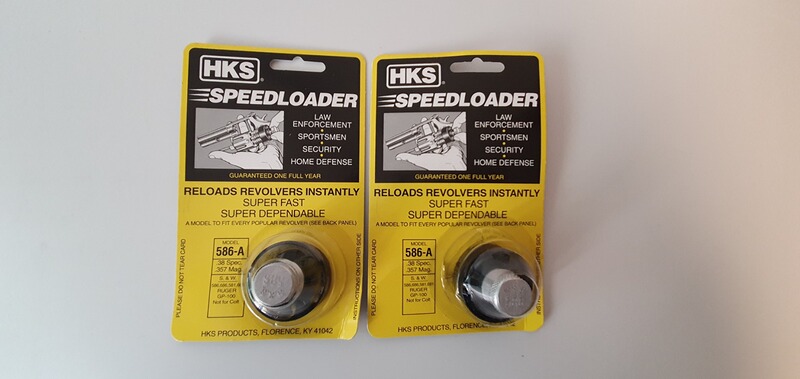 HKS
SPEEDLOADER
LAW
ENFORCEMENT
SPORTSMEN
SECURITY
HOME DEFENSE
GUARANTEED ONE FULL YEAR
RELOADS REVOLVERS INSTANTLY
SUPER FAST
SUPER DEPENDABLE
A MODEL TO FIT EVERY POPULAR REVOLVER (SEE BACK PANEL)
PLEASE DO NOT TEAR CARD
MODEL
586-A
.38 Spec.
.357 Mag.
S. & W.
RUGER
GP-100
Not for Colt
INSTRUCTIONS ON OTHER SIDE
HKS PRODUCTS, FLORENCE, KY 41042
HKS
SPEEDLOADER
LAW
ENFORCEMENT
SPORTSMEN
SECURITY
HOME DEFENSE
GUARANTEED ONE FULL YEAR
RELOADS REVOLVERS INSTANTLY
SUPER FAST
SUPER DEPENDABLE
A MODEL TO FIT EVERY POPULAR REVOLVER (SEE BACK PANEL)
PLEASE DO NOT TEAR CARD
MODEL
586-A
.38 Spec.
.357 Mag.
S. & W.
RUGER
GP-100
Not for Colt
INSTRUCTIONS ON OTHER SIDE
HKS PRODUCTS,